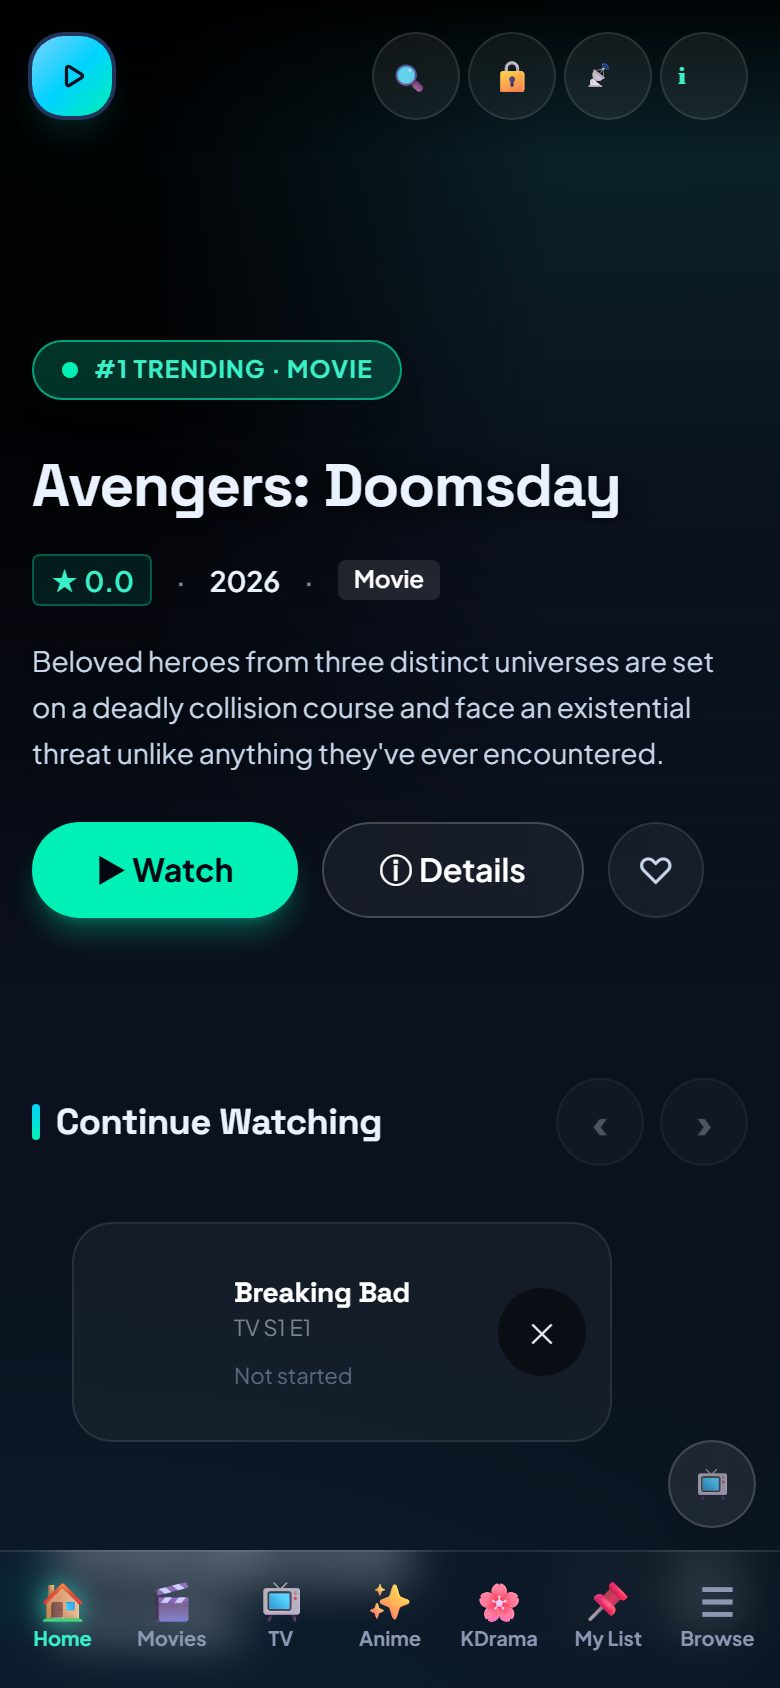 #1 TRENDING · MOVIE
Avengers: Doomsday
★ 0.0 · 2026 · Movie
Beloved heroes from three distinct universes are set
on a deadly collision course and face an existential
threat unlike anything they've ever encountered.
▶ Watch ⓘ Details ♡
Continue Watching ‹ ›
Breaking Bad
TV S1 E1
Not started
Home Movies TV Anime KDrama My List Browse